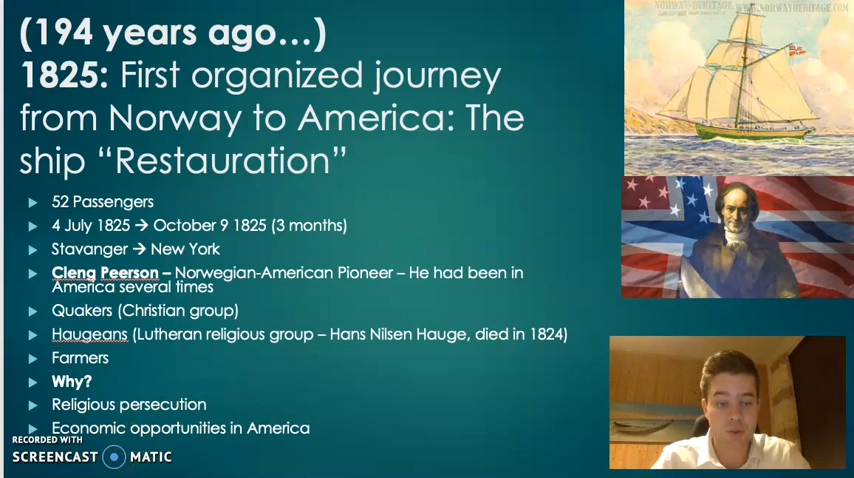 NORWAY-HERITAGE WWW.NORWAYHERITAGE.COM
(194 years ago…)
1825: First organized journey
from Norway to America: The
ship “Restauration”
52 Passengers
4 July 1825 → October 9 1825 (3 months)
Stavanger → New York
Cleng Peerson – Norwegian-American Pioneer – He had been in
America several times
Quakers (Christian group)
Haugeans (Lutheran religious group – Hans Nilsen Hauge, died in 1824)
Farmers
Why?
Religious persecution
Economic opportunities in America
RECORDED WITH
SCREENCAST MATIC